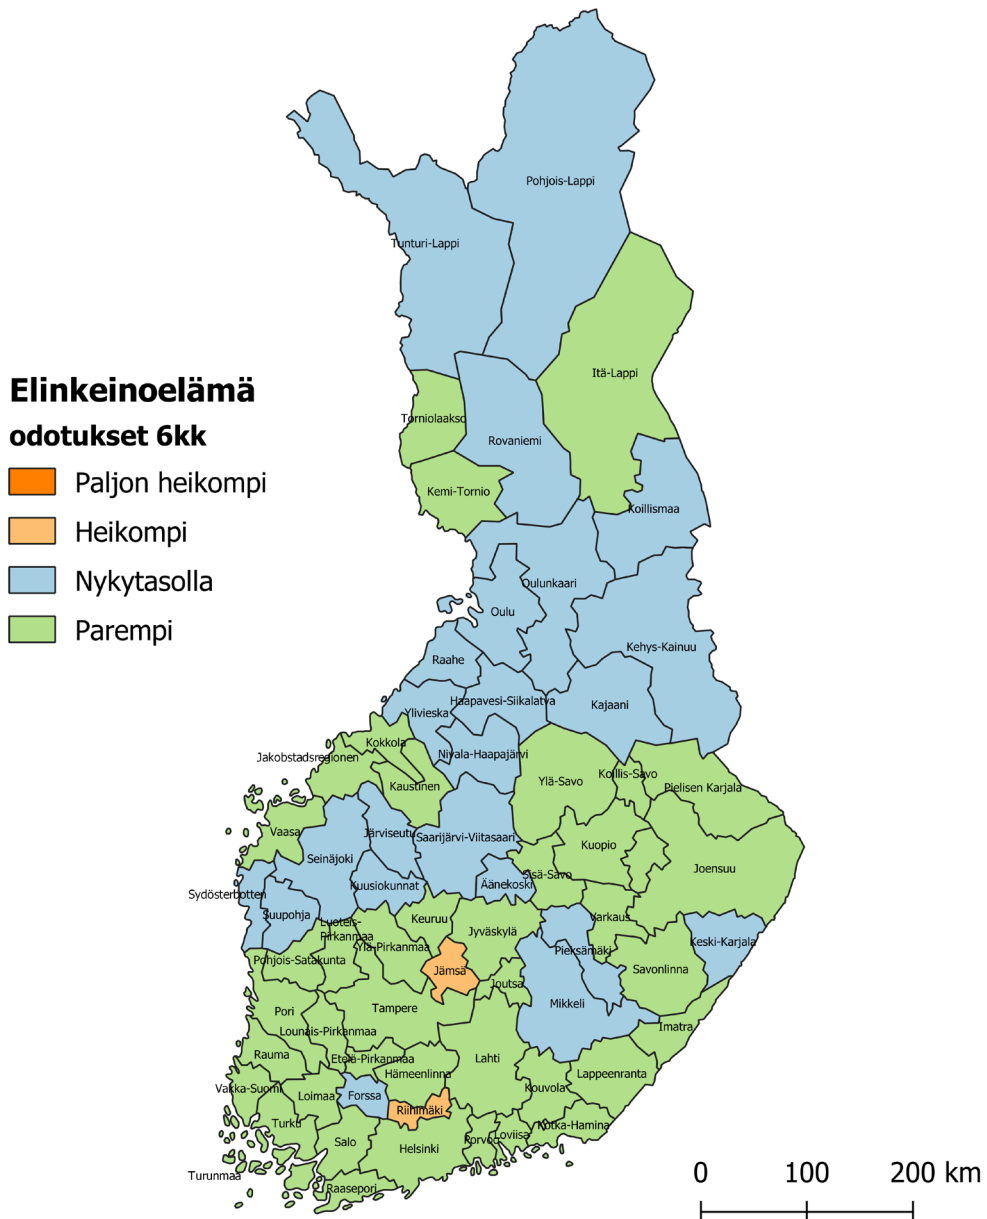 Pohjois-Lappi
Tunturi-Lappi
Itä-Lappi
Elinkeinoelämä
odotukset 6kk
Paljon heikompi
Heikompi
Nykytasolla
Parempi
Torniolaakso
Rovaniemi
Kemi-Tornio
Koillismaa
Oulunkaari
Oulu
Kehys-Kainuu
Raahe
Haapavesi-Siikalatva
Kajaani
Ylivieska
Kokkola
Nivala-Haapajärvi
Jakobstadsregionen
Koillis-Savo
Ylä-Savo
Kaustinen
Pielisen Karjala
Vaasa
Järviseutu
Saarijärvi-Viitasaari
Kuopio
Seinäjoki
Joensuu
Sisä-Savo
Kuusiokunnat
Äänekoski
Sydösterbotten
Suupohja
Keuruu
Varkaus
Luoteis-
Pirkanmaa
Jyväskylä
Keski-Karjala
Ylä-Pirkanmaa
Pieksämäki
Pohjois-Satakunta
Jämsä
Savonlinna
Joutsa
Mikkeli
Pori
Tampere
Imatra
Lounais-Pirkanmaa
Rauma
Etelä-Pirkanmaa
Lahti
Hämeenlinna
Lappeenranta
Vakka-Suomi
Loimaa
Forssa
Kouvola
Riihimäki
Turku
Kotka-Hamina
Salo
Helsinki
Porvoo
Loviisa
Turunmaa
Raasepori
0 100 200 km